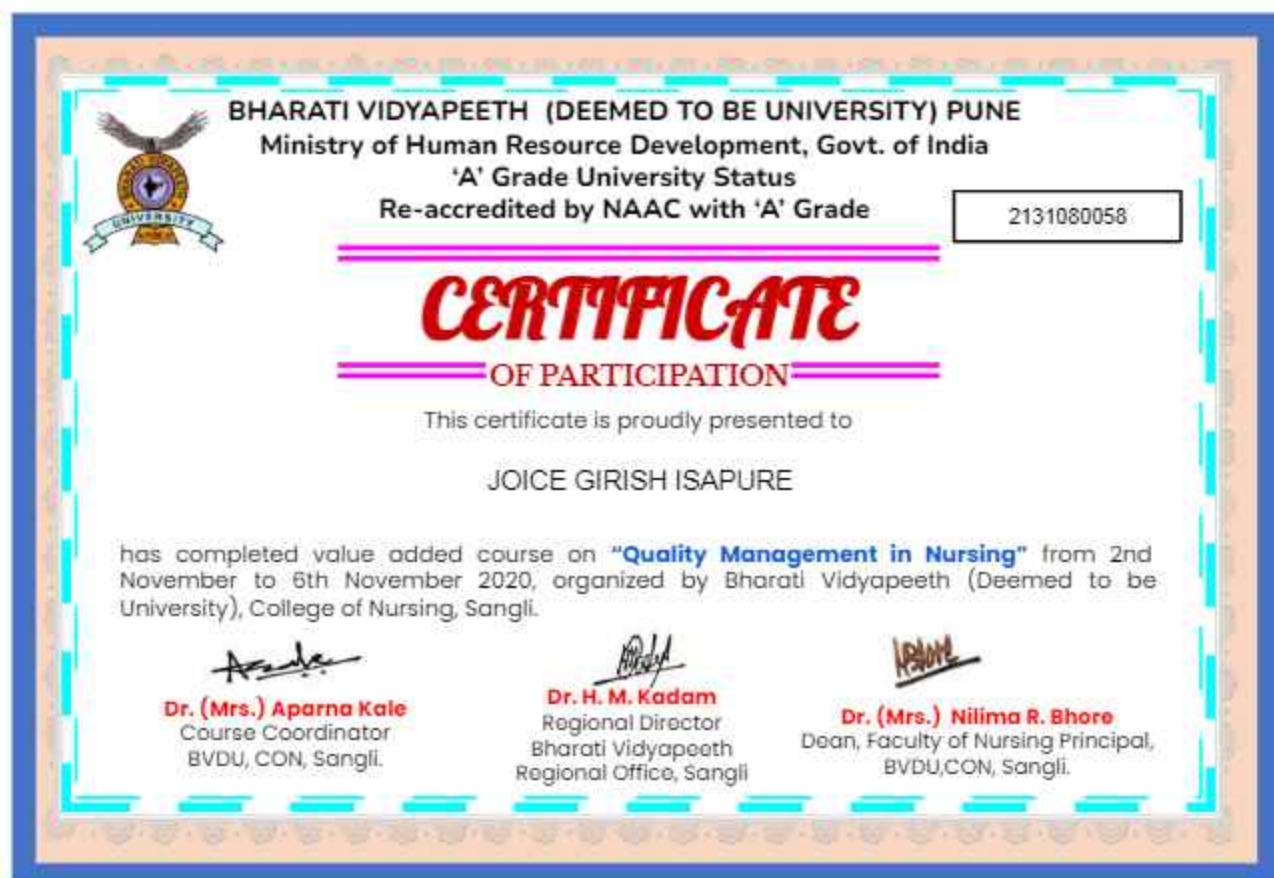 BHARATI VIDYAPEETH (DEEMED TO BE UNIVERSITY) PUNE
Ministry of Human Resource Development, Govt. of India
‘A’ Grade University Status
Re-accredited by NAAC with ‘A’ Grade
2131080058
BHARATI VIDYAPEETH
UNIVERSITY
CERTIFICATE
OF PARTICIPATION
This certificate is proudly presented to
JOICE GIRISH ISAPURE
has completed value added course on “Quality Management in Nursing” from 2nd
November to 6th November 2020, organized by Bharati Vidyapeeth (Deemed to be
University), College of Nursing, Sangli.
Dr. (Mrs.) Aparna Kale
Course Coordinator
BVDU, CON, Sangli.
Dr. H. M. Kadam
Regional Director
Bharati Vidyapeeth
Regional Office, Sangli
Dr. (Mrs.) Nilima R. Bhore
Dean, Faculty of Nursing Principal,
BVDU,CON, Sangli.